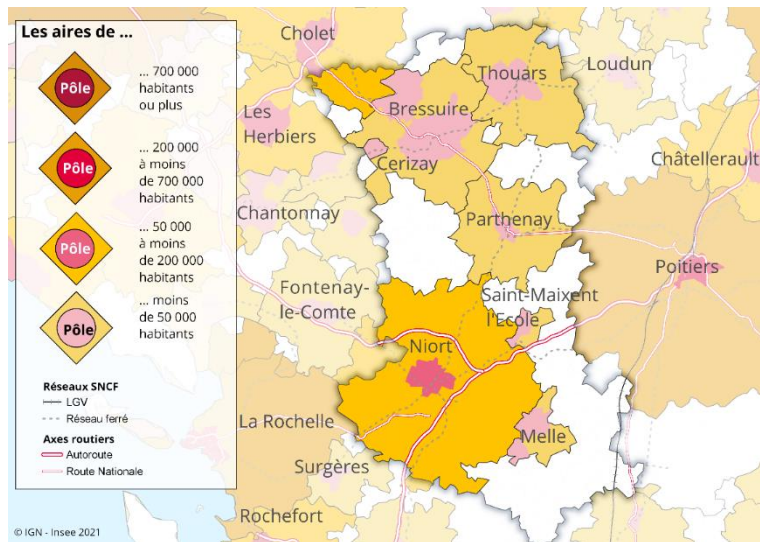 Les aires de ...
Pôle
... 700 000
habitants
ou plus
Pôle
... 200 000
à moins
de 700 000
habitants
Pôle
... 50 000
à moins
de 200 000
habitants
Pôle
... moins
de 50 000
habitants
Réseaux SNCF
LGV
Réseau ferré
Axes routiers
Autoroute
Route Nationale
© IGN - Insee 2021
Cholet
Thouars
Loudun
Les
Herbiers
Bressuire
Cerizay
Châtellerault
Chantonnay
Parthenay
Poitiers
Fontenay-
le-Comte
Saint-Maixent
l'Ecole
Niort
La Rochelle
Melle
Surgères
Rochefort